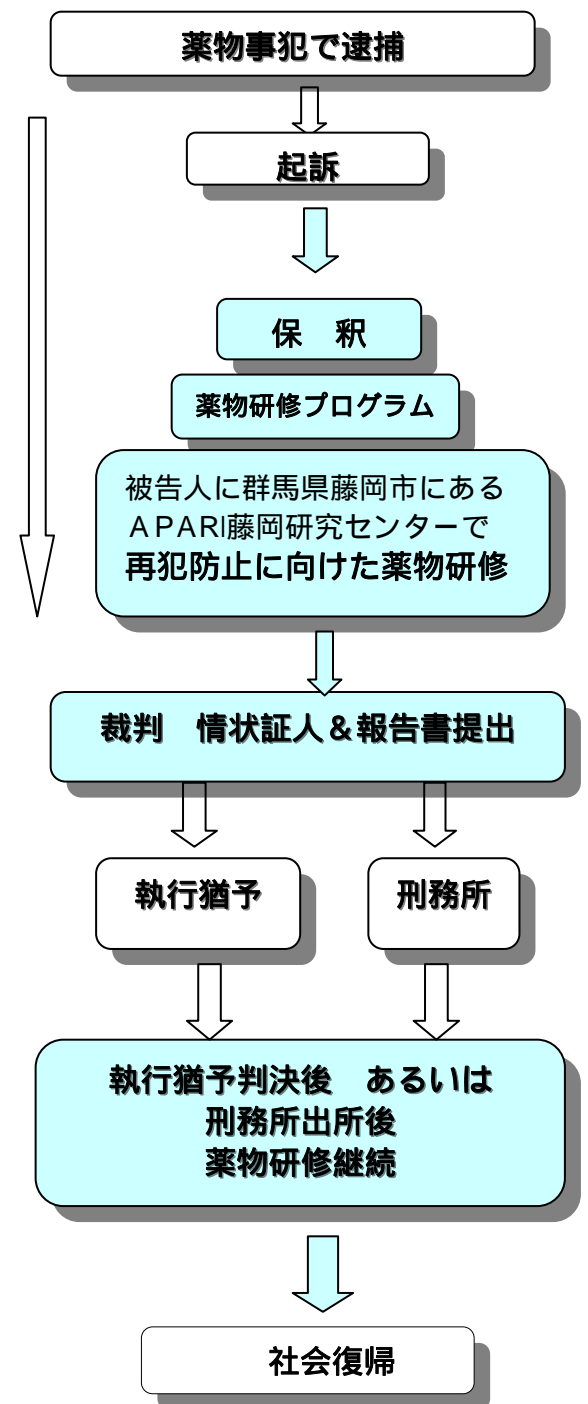 薬物事犯で逮捕
起訴
保　釈
薬物研修プログラム
被告人に群馬県藤岡市にある
ＡＰＡＲＩ藤岡研究センターで
再犯防止に向けた薬物研修
裁判　情状証人＆報告書提出
執行猶予
刑務所
執行猶予判決後　あるいは
刑務所出所後
薬物研修継続
社会復帰